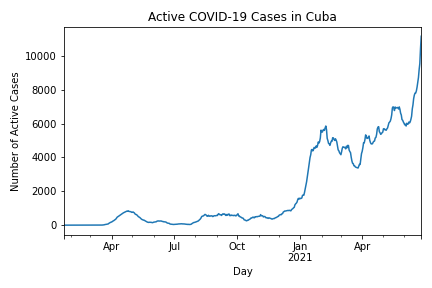 Active COVID-19 Cases in Cuba
Number of Active Cases
10000
8000
6000
4000
2000
0
Apr
Jul
Oct
Jan
2021
Apr
Day